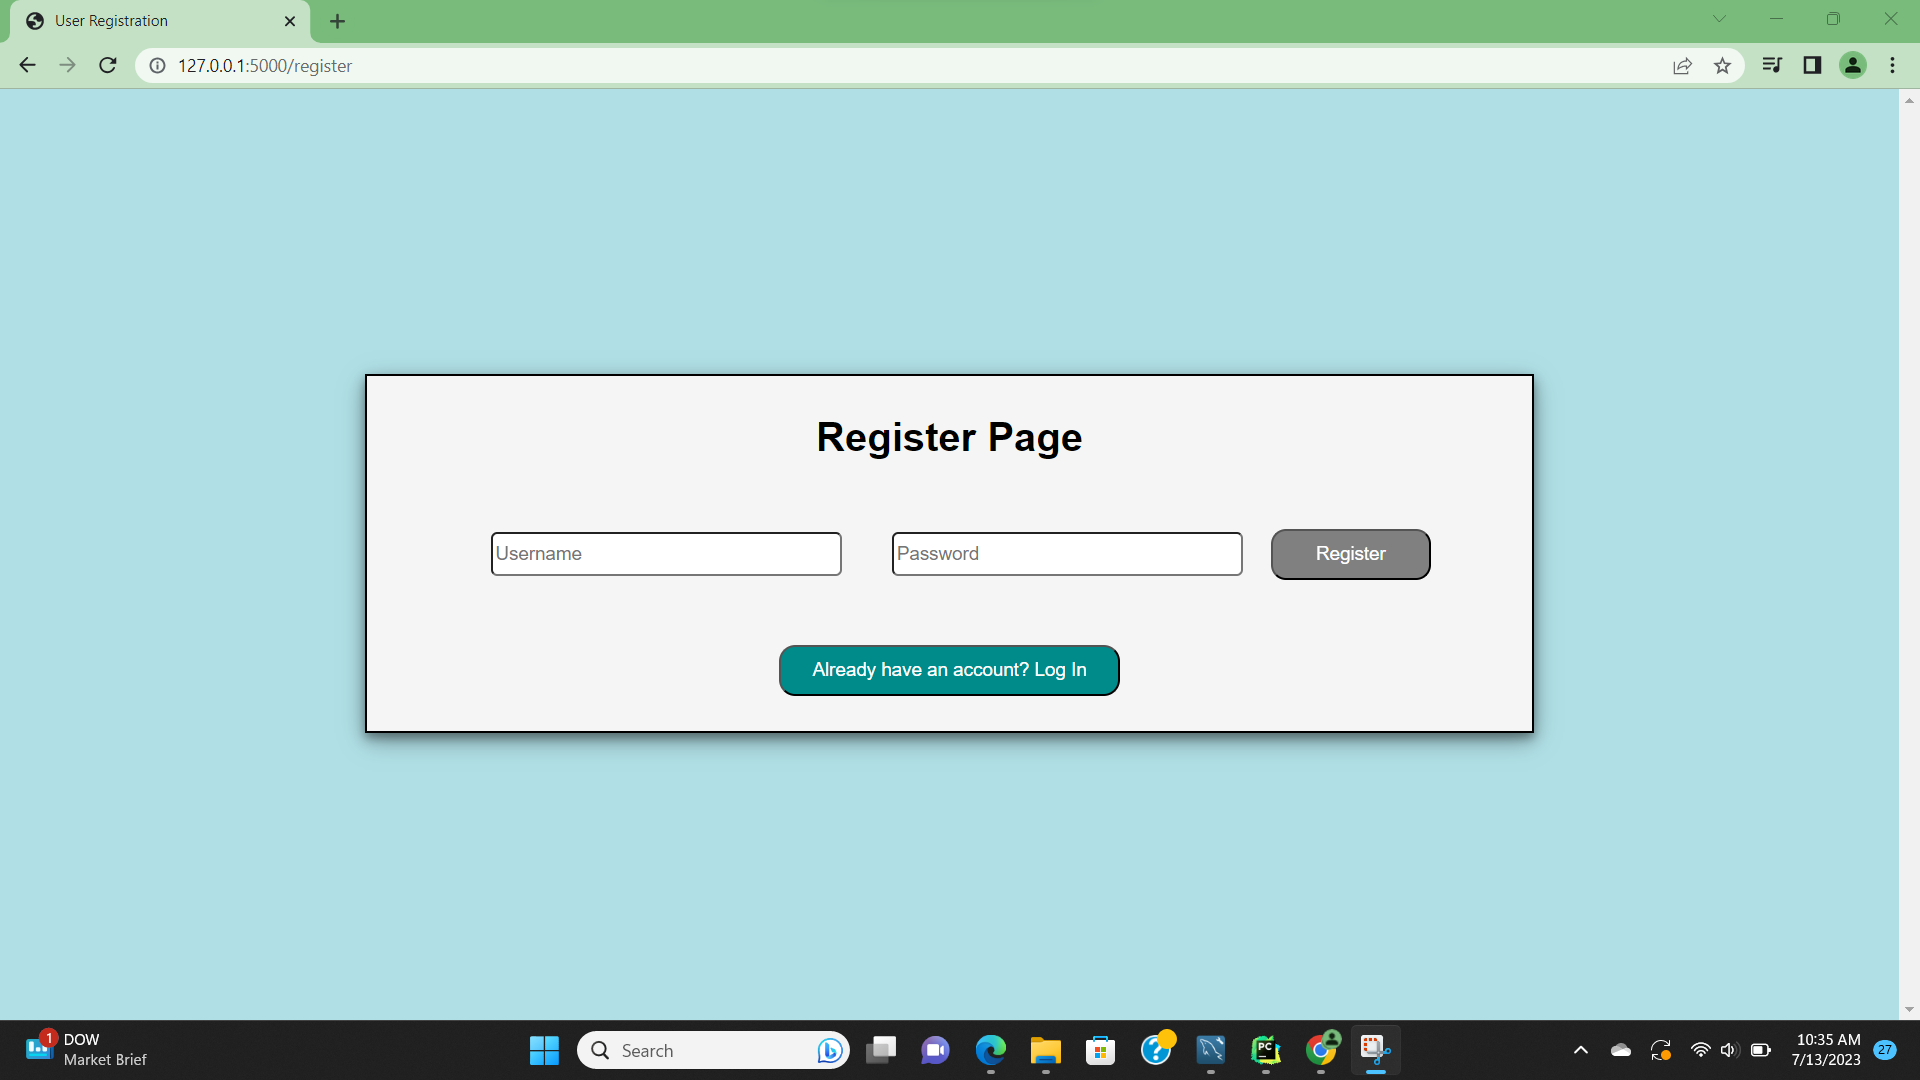 User Registration
127.0.0.1:5000/register
Register Page
Username
Password
Register
Already have an account? Log In
1
DOW
Market Brief
Search
PC
10:35 AM
7/13/2023
27